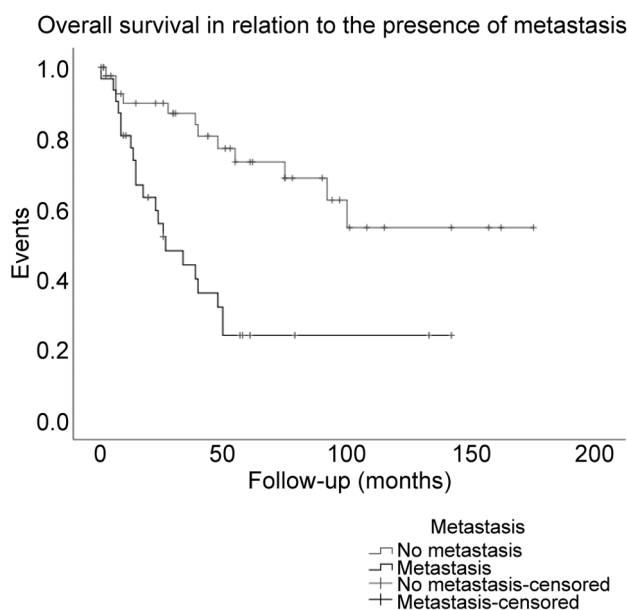 Overall survival in relation to the presence of metastasis
1.0
0.8
0.6
0.4
0.2
0.0
Events
0 50 100 150 200
Follow-up (months)
Metastasis
No metastasis
Metastasis
No metastasis-censored
Metastasis-censored